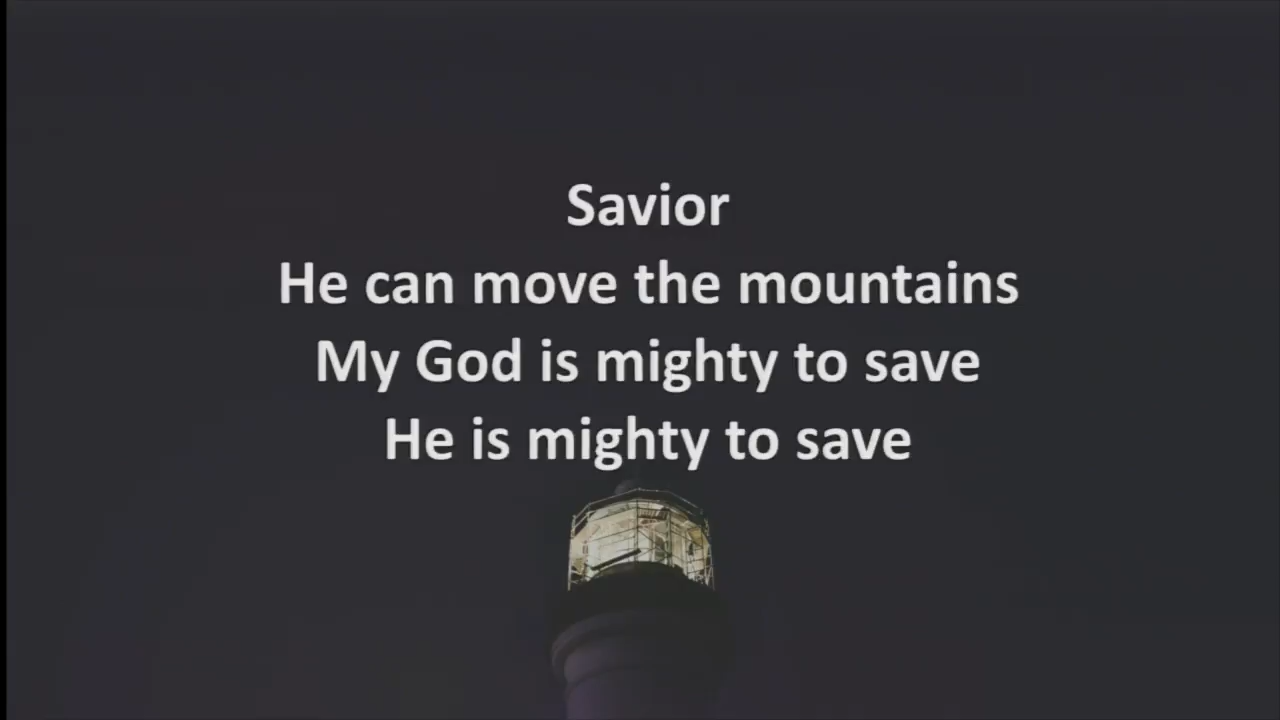 Savior
He can move the mountains
My God is mighty to save
He is mighty to save